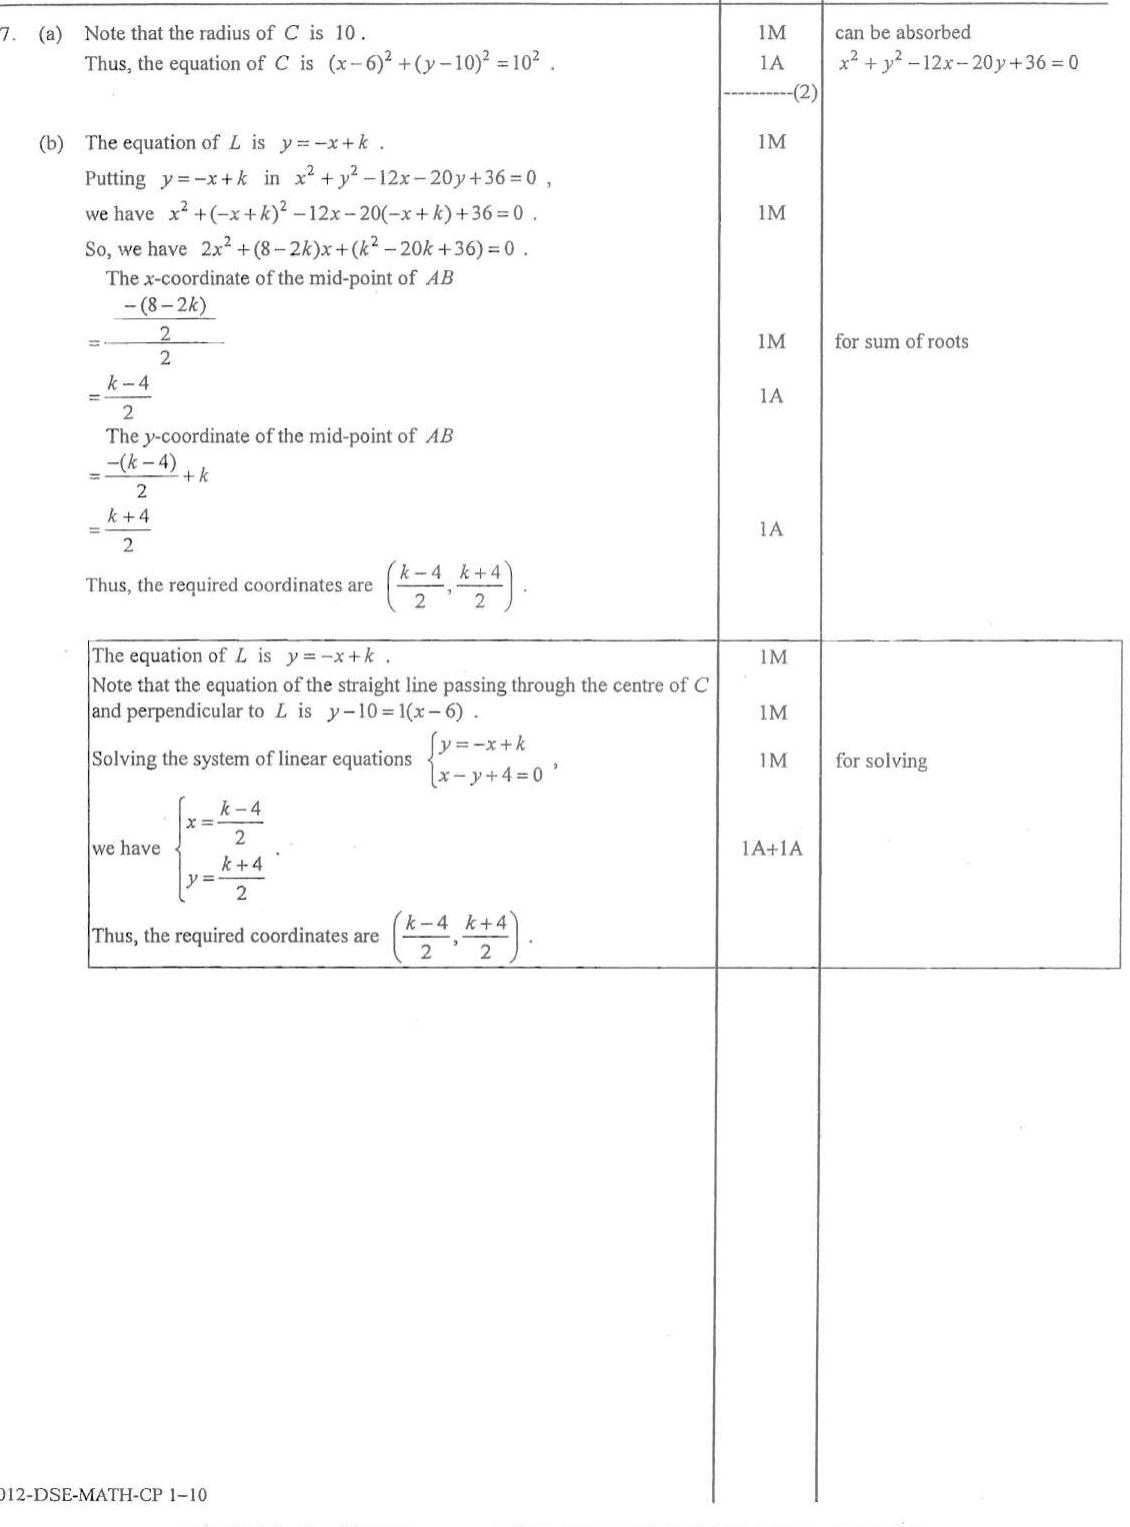 7. (a) Note that the radius of C is 10 . 1M can be absorbed
Thus, the equation of C is (x−6)² + (y−10)² = 10² . 1A x² + y² −12x−20y+36 = 0
----------(2)
(b) The equation of L is y = −x + k . 1M
Putting y = −x + k in x² + y² −12x−20y+36 = 0 ,
we have x² + (−x+k)² −12x−20(−x+k)+36 = 0 . 1M
So, we have 2x² + (8−2k)x + (k² −20k+36) = 0 .
The x-coordinate of the mid-point of AB
= (−(8−2k)/2)/2 1M for sum of roots
= (k−4)/2 1A
The y-coordinate of the mid-point of AB
= −(k−4)/2 + k
= (k+4)/2 1A
Thus, the required coordinates are ((k−4)/2, (k+4)/2) .
The equation of L is y = −x + k . 1M
Note that the equation of the straight line passing through the centre of C
and perpendicular to L is y−10 = 1(x−6) . 1M
Solving the system of linear equations { y = −x + k
x − y + 4 = 0 , 1M for solving
we have { x = (k−4)/2
y = (k+4)/2 . 1A+1A
Thus, the required coordinates are ((k−4)/2, (k+4)/2) .
012-DSE-MATH-CP 1–10